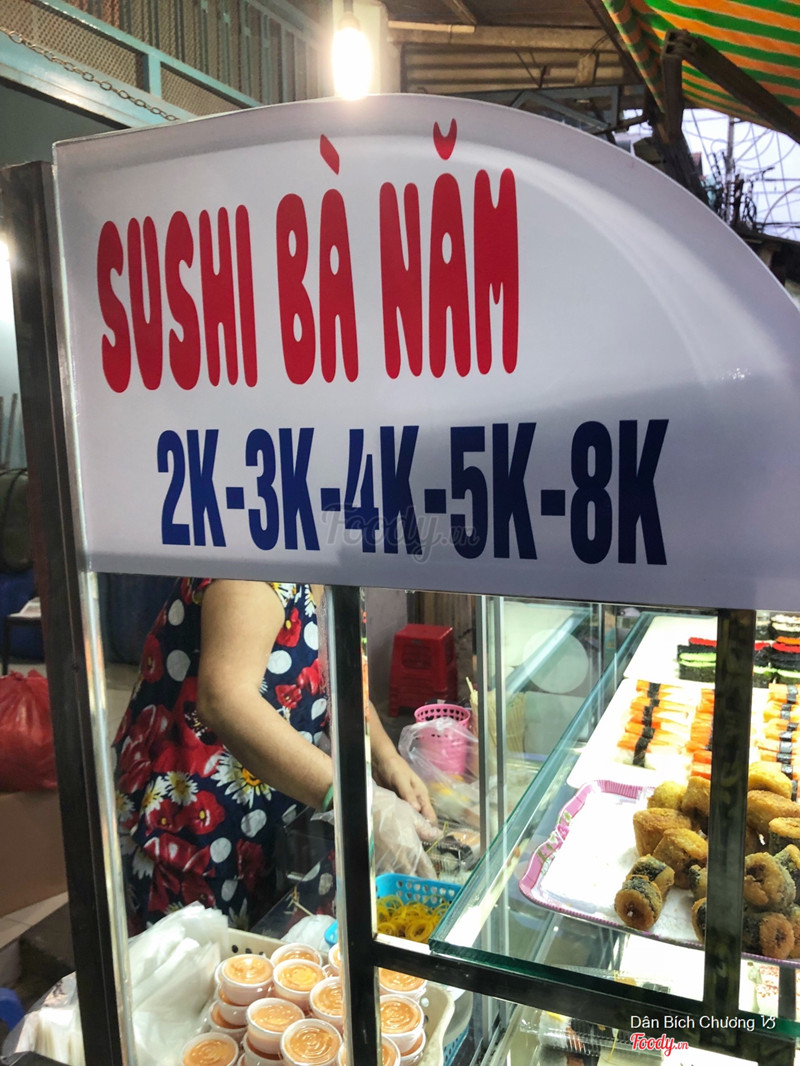 SUSHI BÀ NĂM
2K-3K-4K-5K-8K
Foody.vn
Dân Bích Chương
Foody.vn